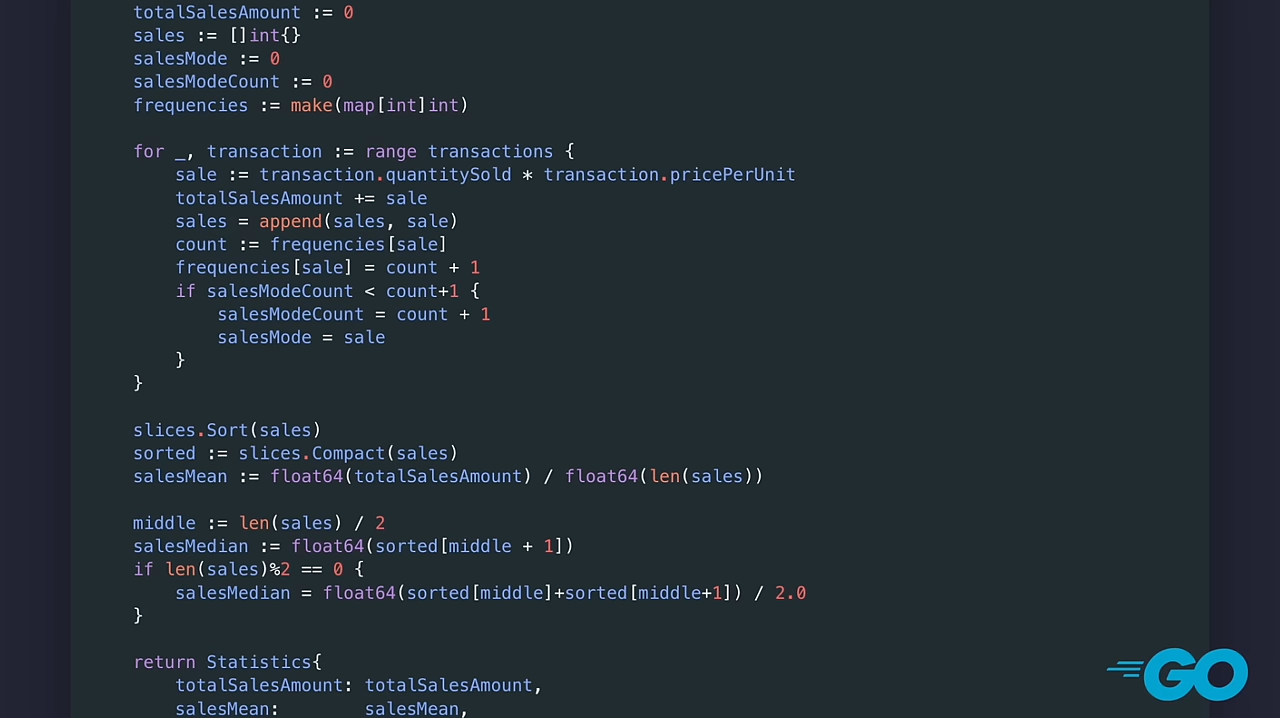 totalSalesAmount := 0
sales := []int{}
salesMode := 0
salesModeCount := 0
frequencies := make(map[int]int)
for _, transaction := range transactions {
sale := transaction.quantitySold * transaction.pricePerUnit
totalSalesAmount += sale
sales = append(sales, sale)
count := frequencies[sale]
frequencies[sale] = count + 1
if salesModeCount < count+1 {
salesModeCount = count + 1
salesMode = sale
}
}
slices.Sort(sales)
sorted := slices.Compact(sales)
salesMean := float64(totalSalesAmount) / float64(len(sales))
middle := len(sales) / 2
salesMedian := float64(sorted[middle + 1])
if len(sales)%2 == 0 {
salesMedian = float64(sorted[middle]+sorted[middle+1]) / 2.0
}
return Statistics{
totalSalesAmount: totalSalesAmount,
salesMean: salesMean,
GO